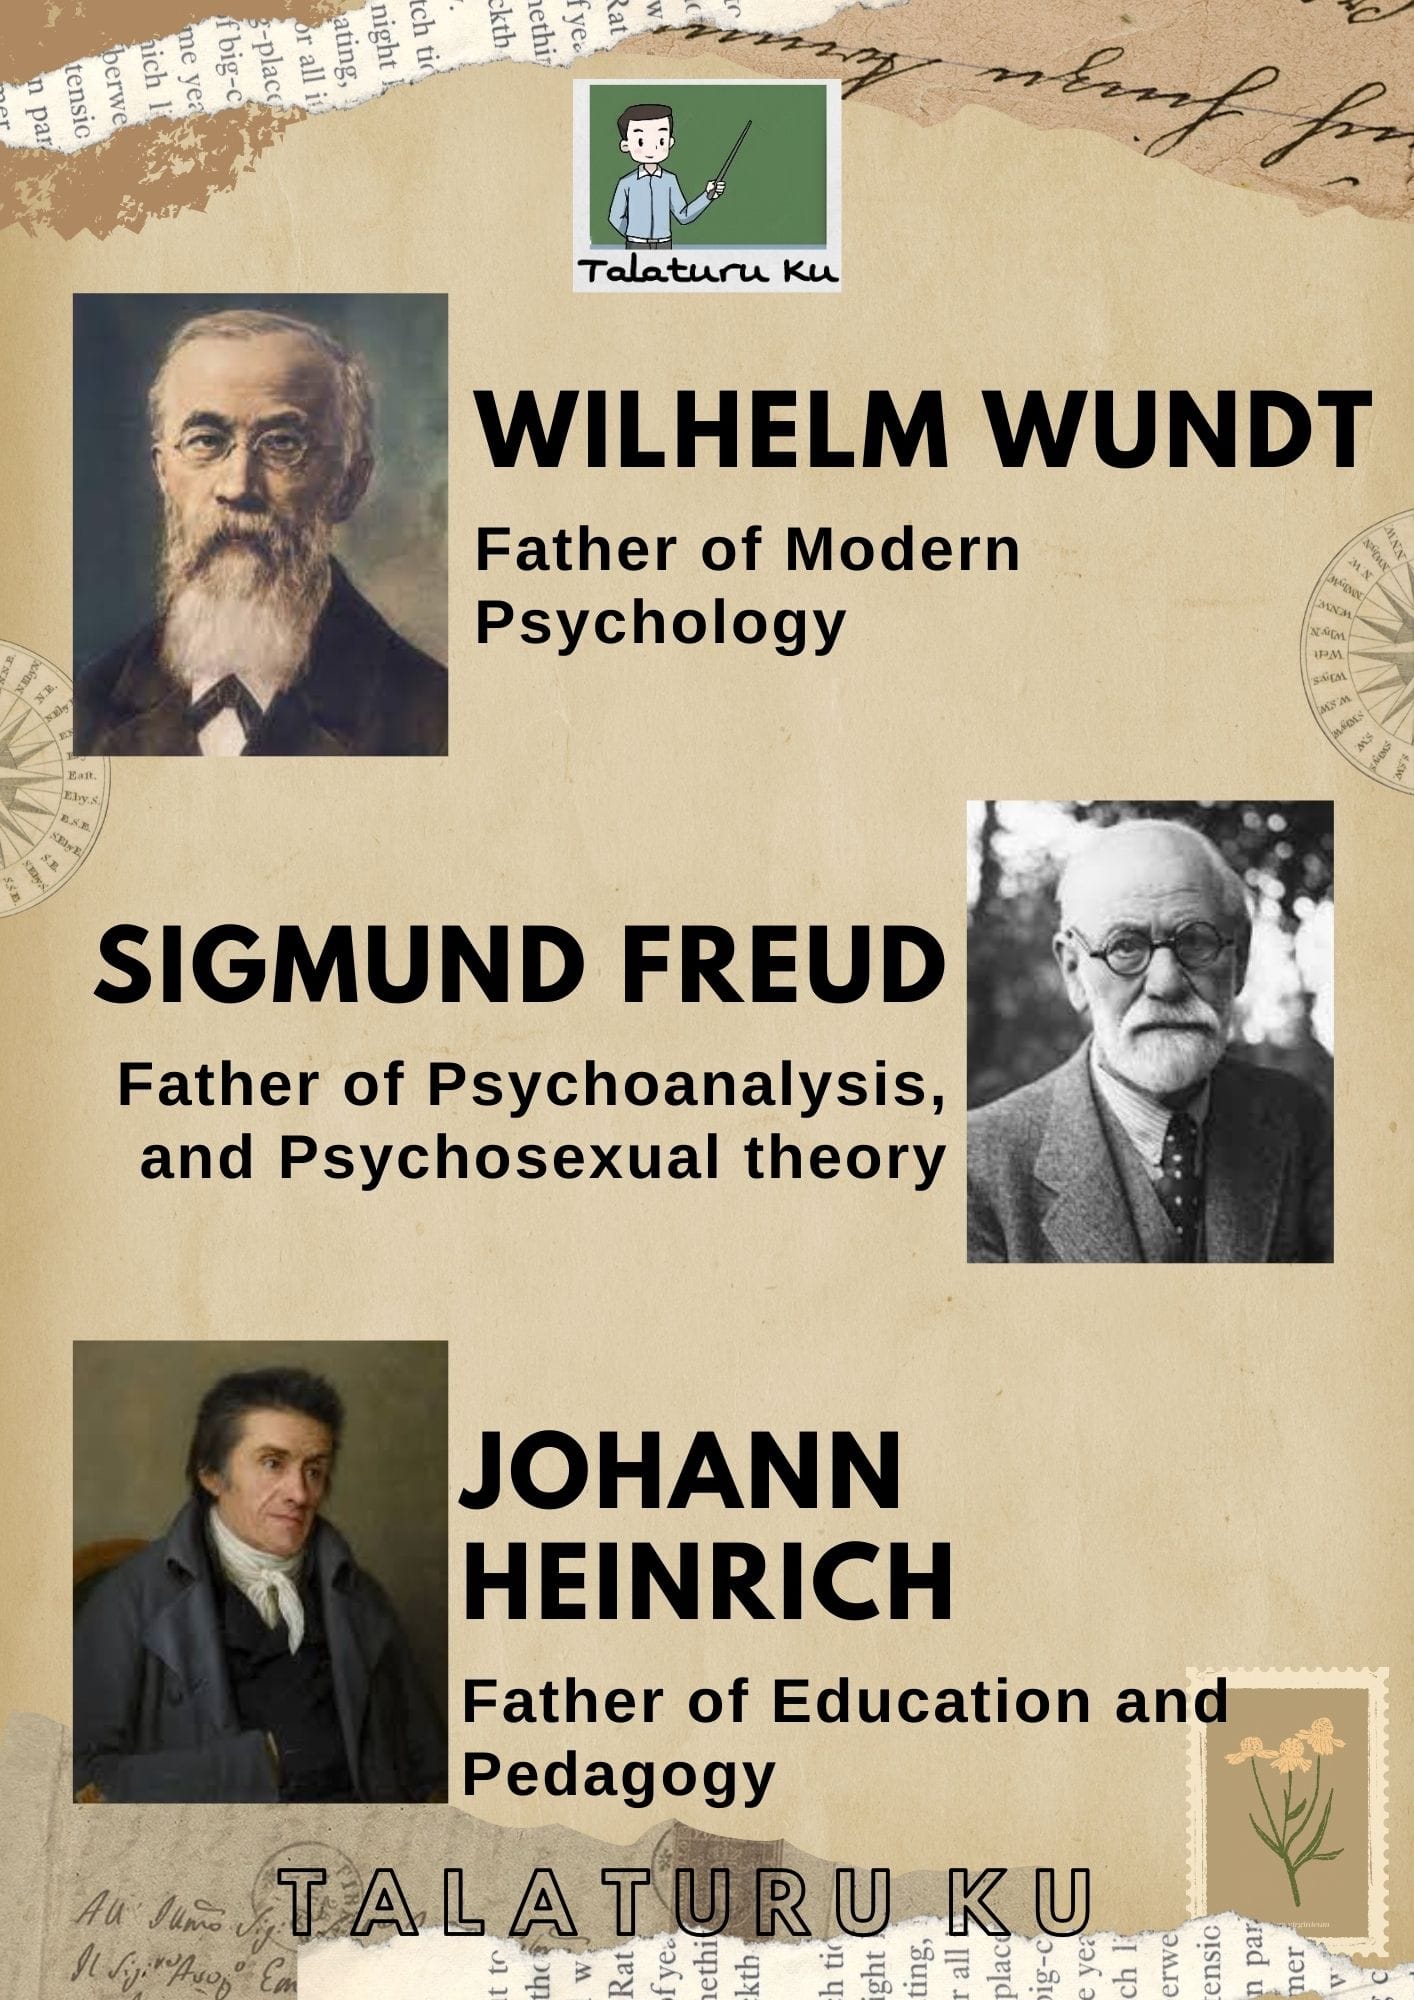 Talaturu Ku
WILHELM WUNDT
Father of Modern
Psychology
SIGMUND FREUD
Father of Psychoanalysis,
and Psychosexual theory
JOHANN
HEINRICH
Father of Education and
Pedagogy
TALATURU KU